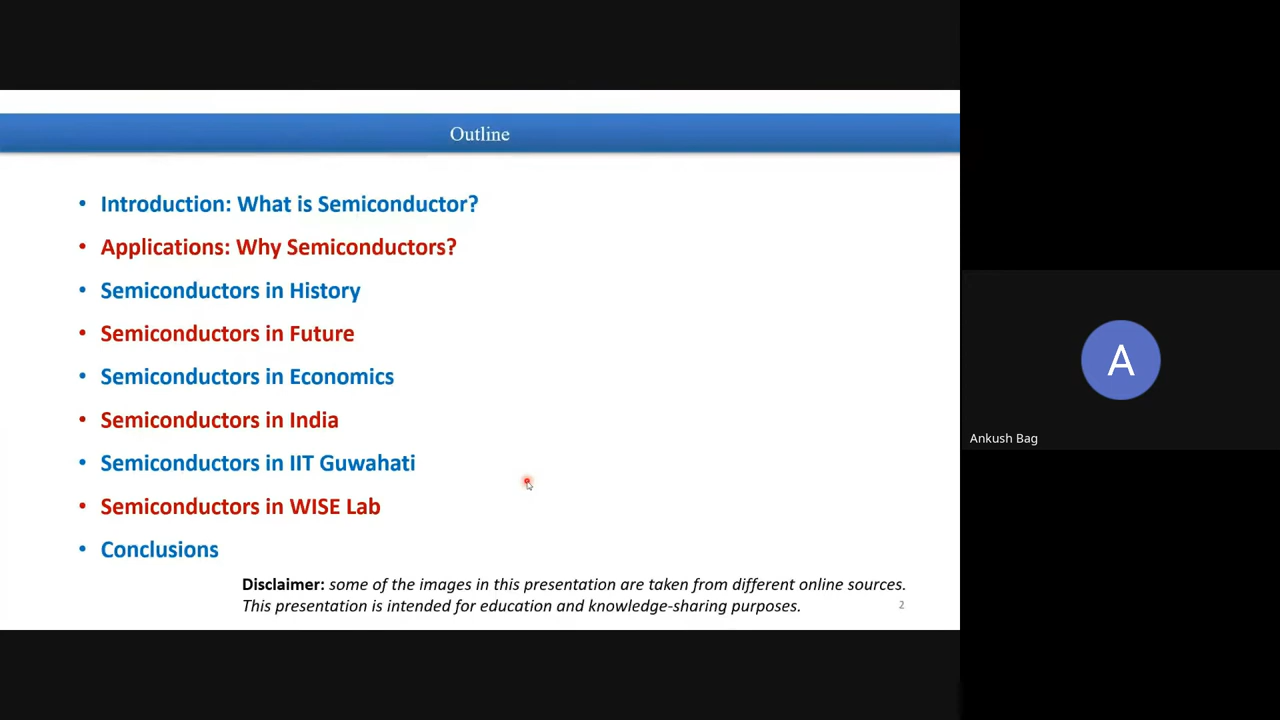 Outline
• Introduction: What is Semiconductor?
• Applications: Why Semiconductors?
• Semiconductors in History
• Semiconductors in Future
• Semiconductors in Economics
• Semiconductors in India
• Semiconductors in IIT Guwahati
• Semiconductors in WISE Lab
• Conclusions
Disclaimer: some of the images in this presentation are taken from different online sources.
This presentation is intended for education and knowledge-sharing purposes.
2
A
Ankush Bag